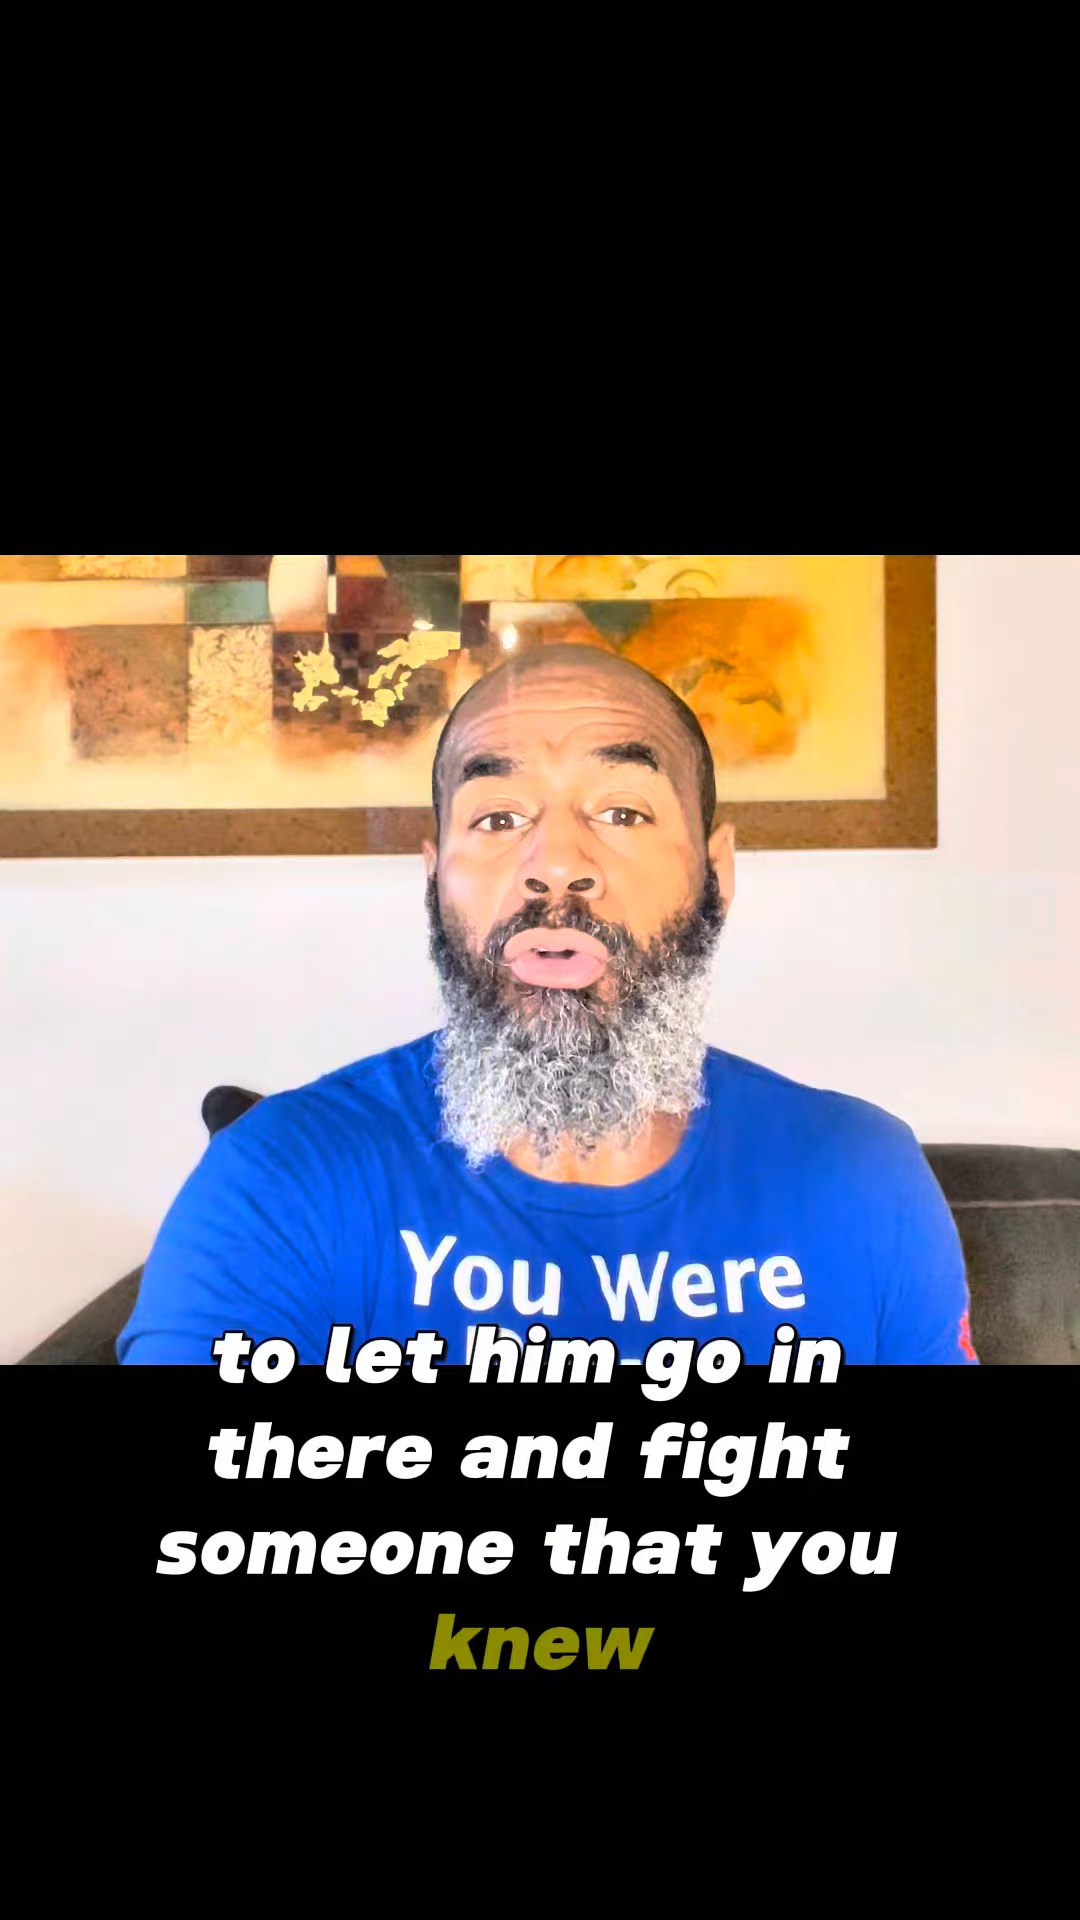 You Were
to let him go in
there and fight
someone that you
knew